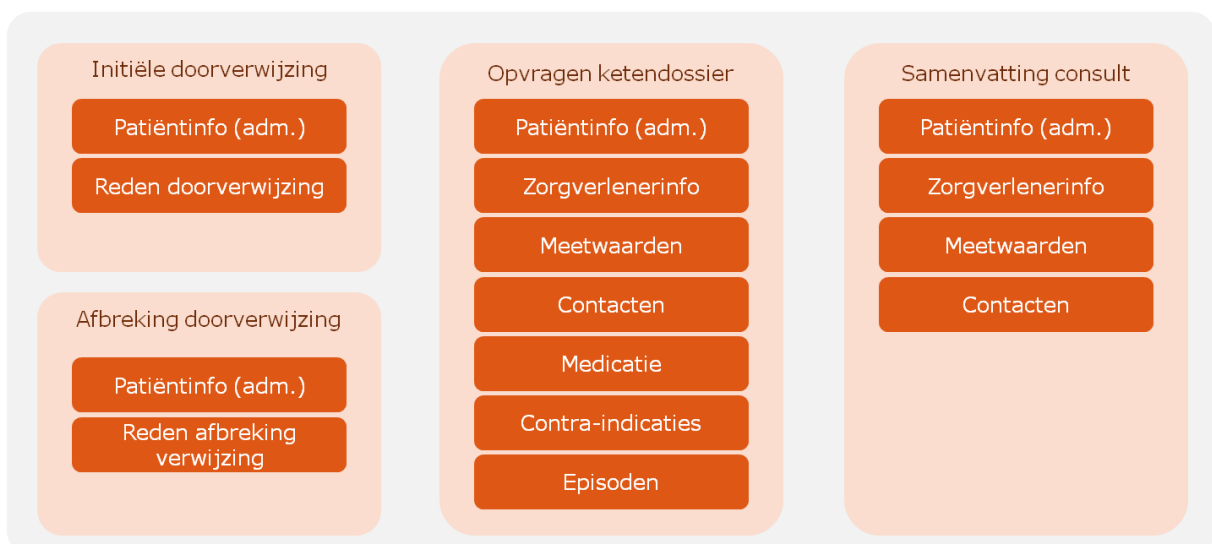 Initiële doorverwijzing
Patiëntinfo (adm.)
Reden doorverwijzing
Afbreking doorverwijzing
Patiëntinfo (adm.)
Reden afbreking
verwijzing
Opvragen ketendossier
Patiëntinfo (adm.)
Zorgverlenerinfo
Meetwaarden
Contacten
Medicatie
Contra-indicaties
Episoden
Samenvatting consult
Patiëntinfo (adm.)
Zorgverlenerinfo
Meetwaarden
Contacten